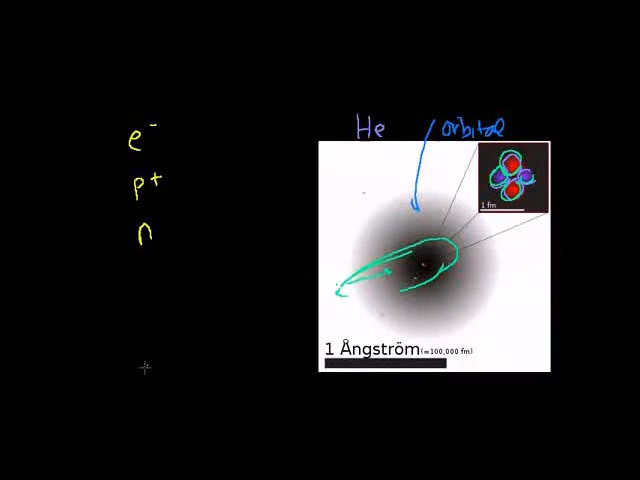 He
orbital
e⁻
p+
n
1 fm
1 Ångström (=100,000 fm)